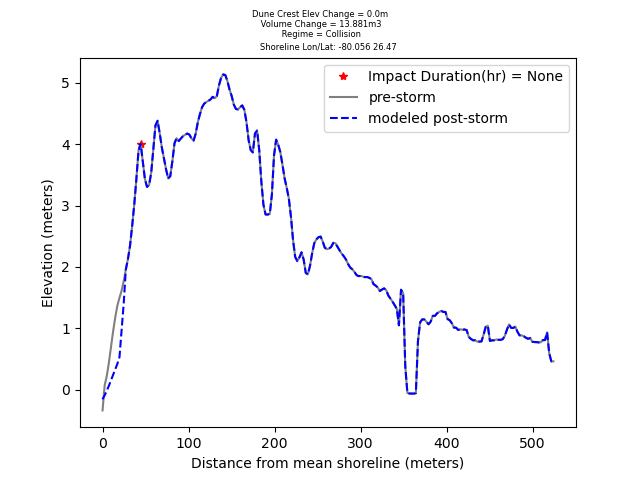 Dune Crest Elev Change = 0.0m
Volume Change = 13.881m3
Regime = Collision
Shoreline Lon/Lat: -80.056 26.47
Impact Duration(hr) = None
pre-storm
modeled post-storm
5
4
3
2
1
0
Elevation (meters)
0 100 200 300 400 500
Distance from mean shoreline (meters)